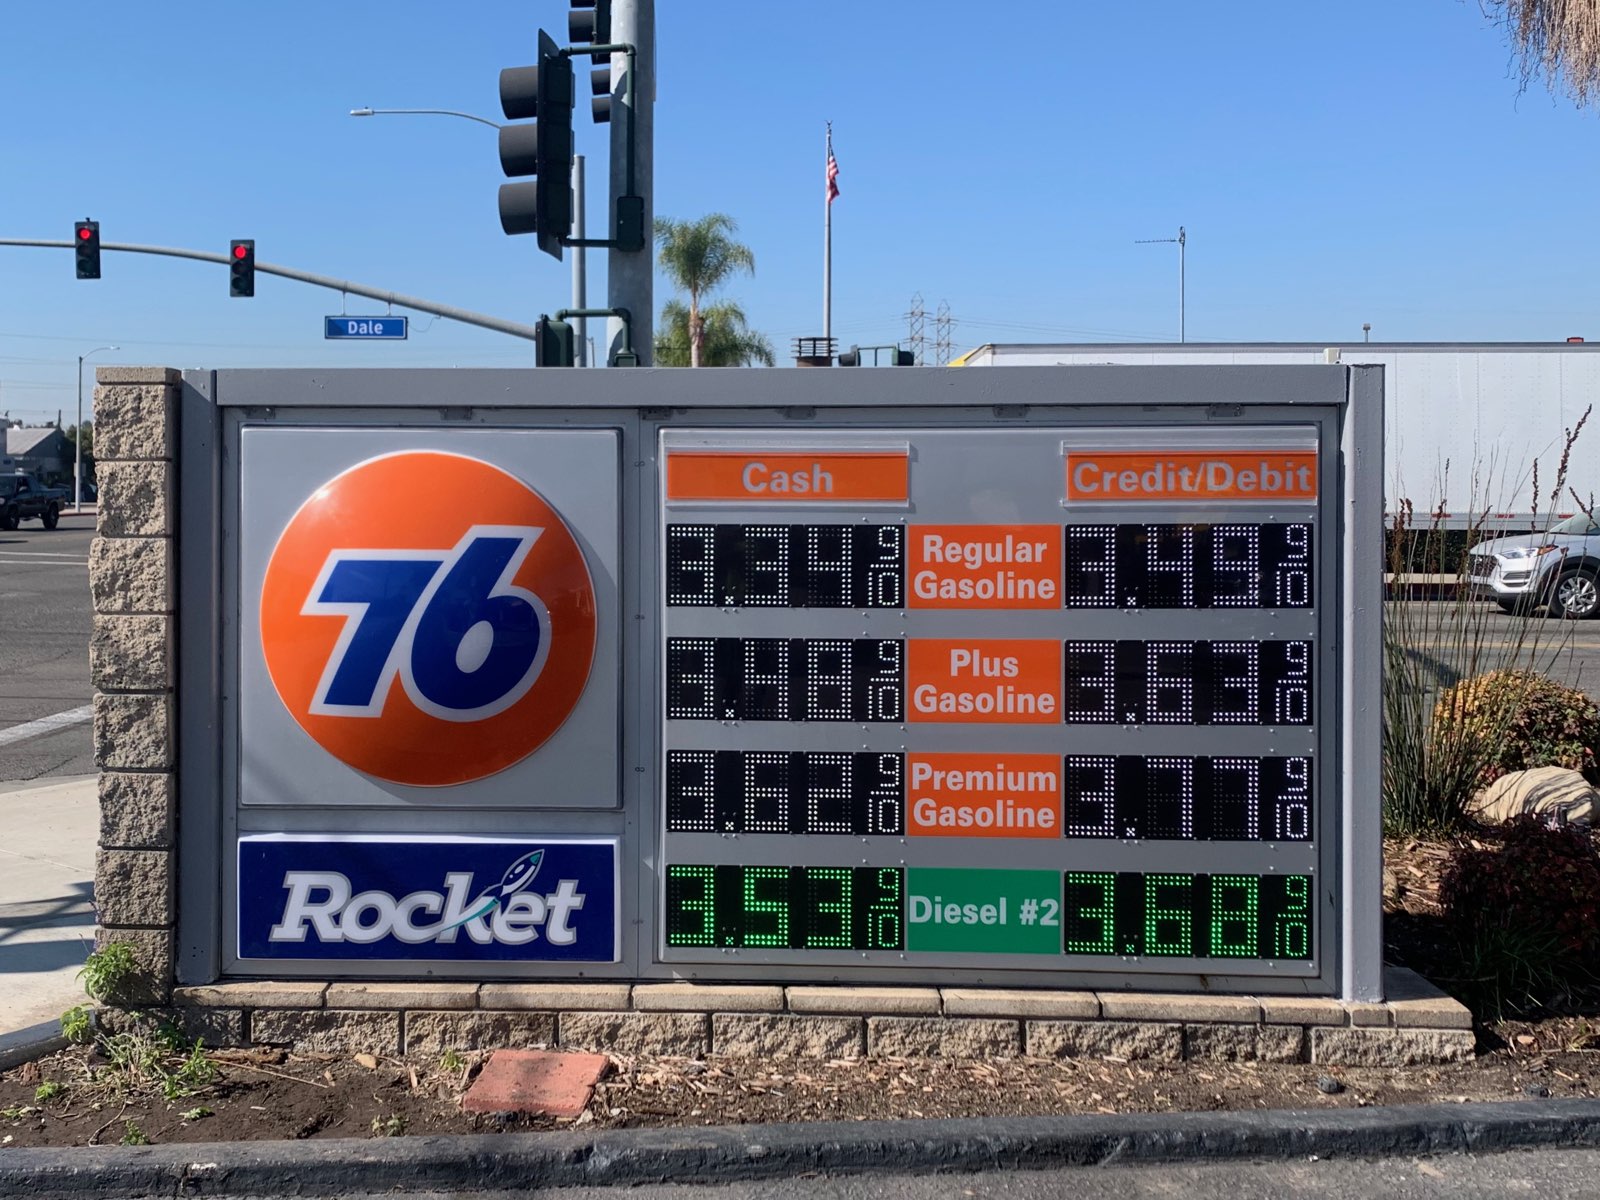 Dale
76
Rocket
Cash Credit/Debit
3.34 9/10 Regular Gasoline 3.49 9/10
3.48 9/10 Plus Gasoline 3.63 9/10
3.62 9/10 Premium Gasoline 3.77 9/10
3.53 9/10 Diesel #2 3.68 9/10